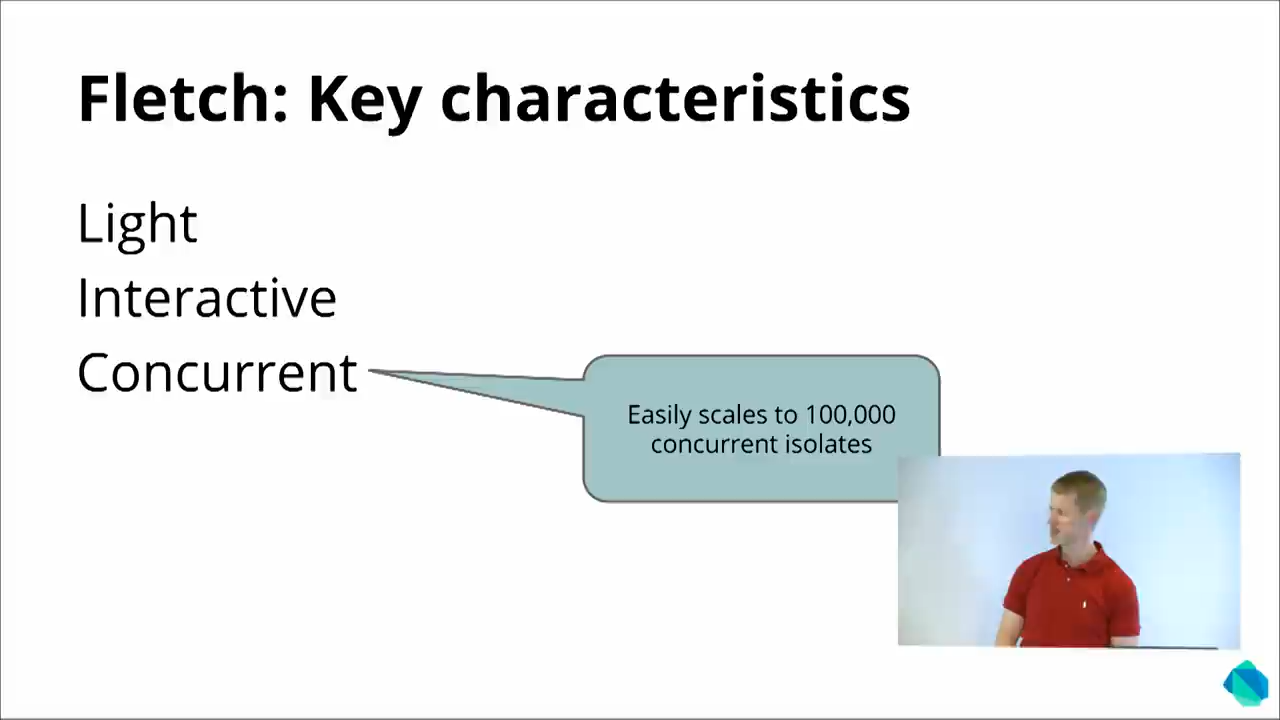 Fletch: Key characteristics
Light
Interactive
Concurrent
Easily scales to 100,000
concurrent isolates